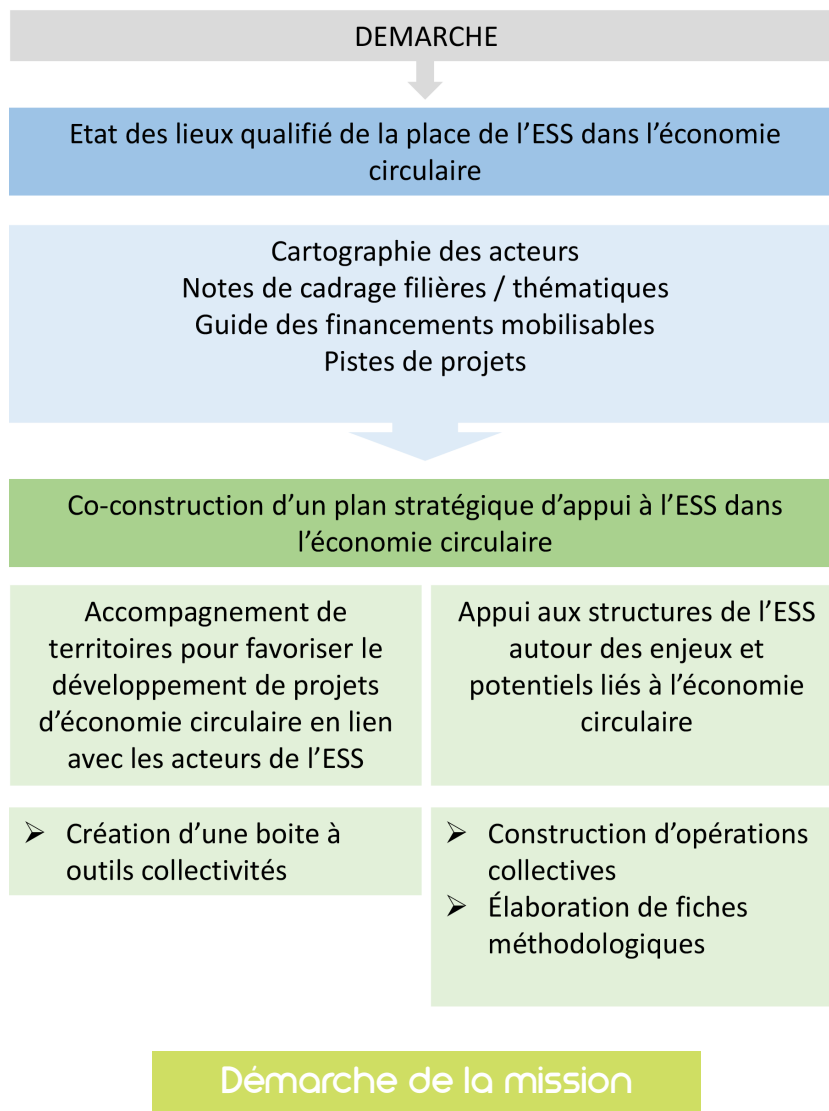 DEMARCHE
Etat des lieux qualifié de la place de l’ESS dans l’économie
circulaire
Cartographie des acteurs
Notes de cadrage filières / thématiques
Guide des financements mobilisables
Pistes de projets
Co-construction d’un plan stratégique d’appui à l’ESS dans
l’économie circulaire
Accompagnement de
territoires pour favoriser le
développement de projets
d’économie circulaire en lien
avec les acteurs de l’ESS
Appui aux structures de l’ESS
autour des enjeux et
potentiels liés à l’économie
circulaire
➢ Création d’une boite à
outils collectivités
➢ Construction d’opérations
collectives
➢ Élaboration de fiches
méthodologiques
Démarche de la mission